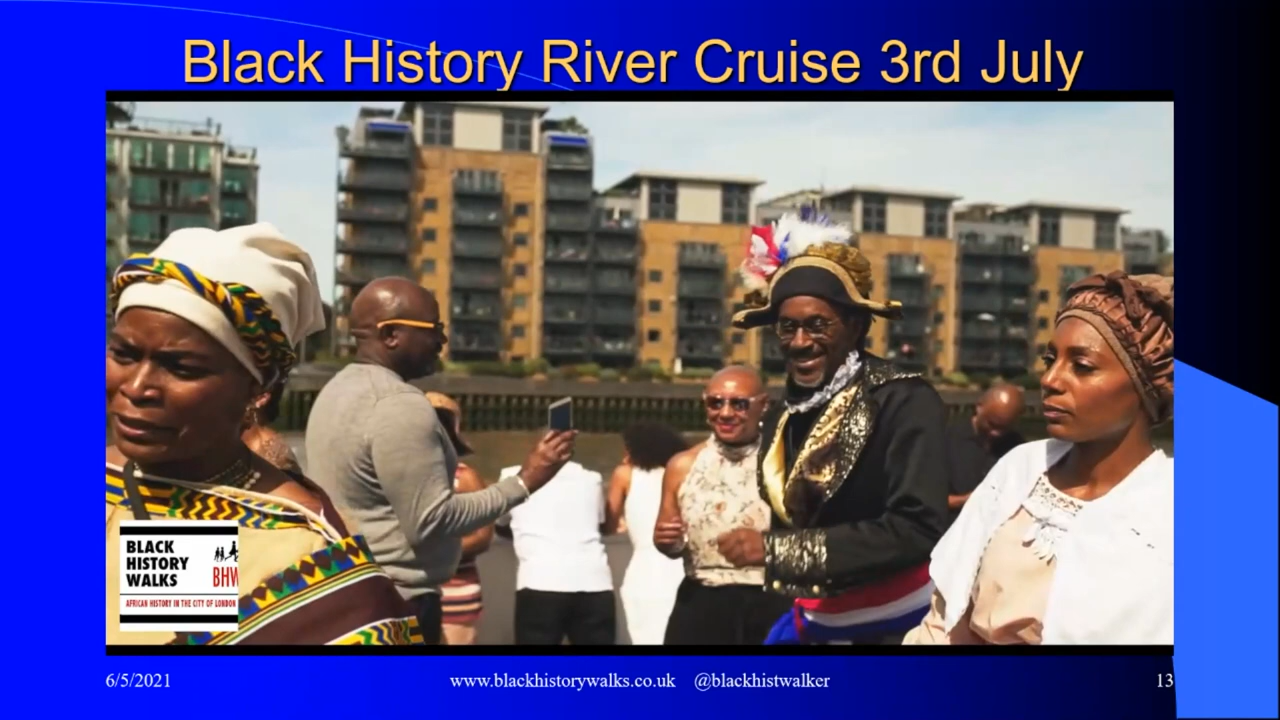 Black History River Cruise 3rd July
BLACK
HISTORY
WALKS
BHW
AFRICAN HISTORY IN THE CITY OF LONDON
6/5/2021
www.blackhistorywalks.co.uk @blackhistwalker
13